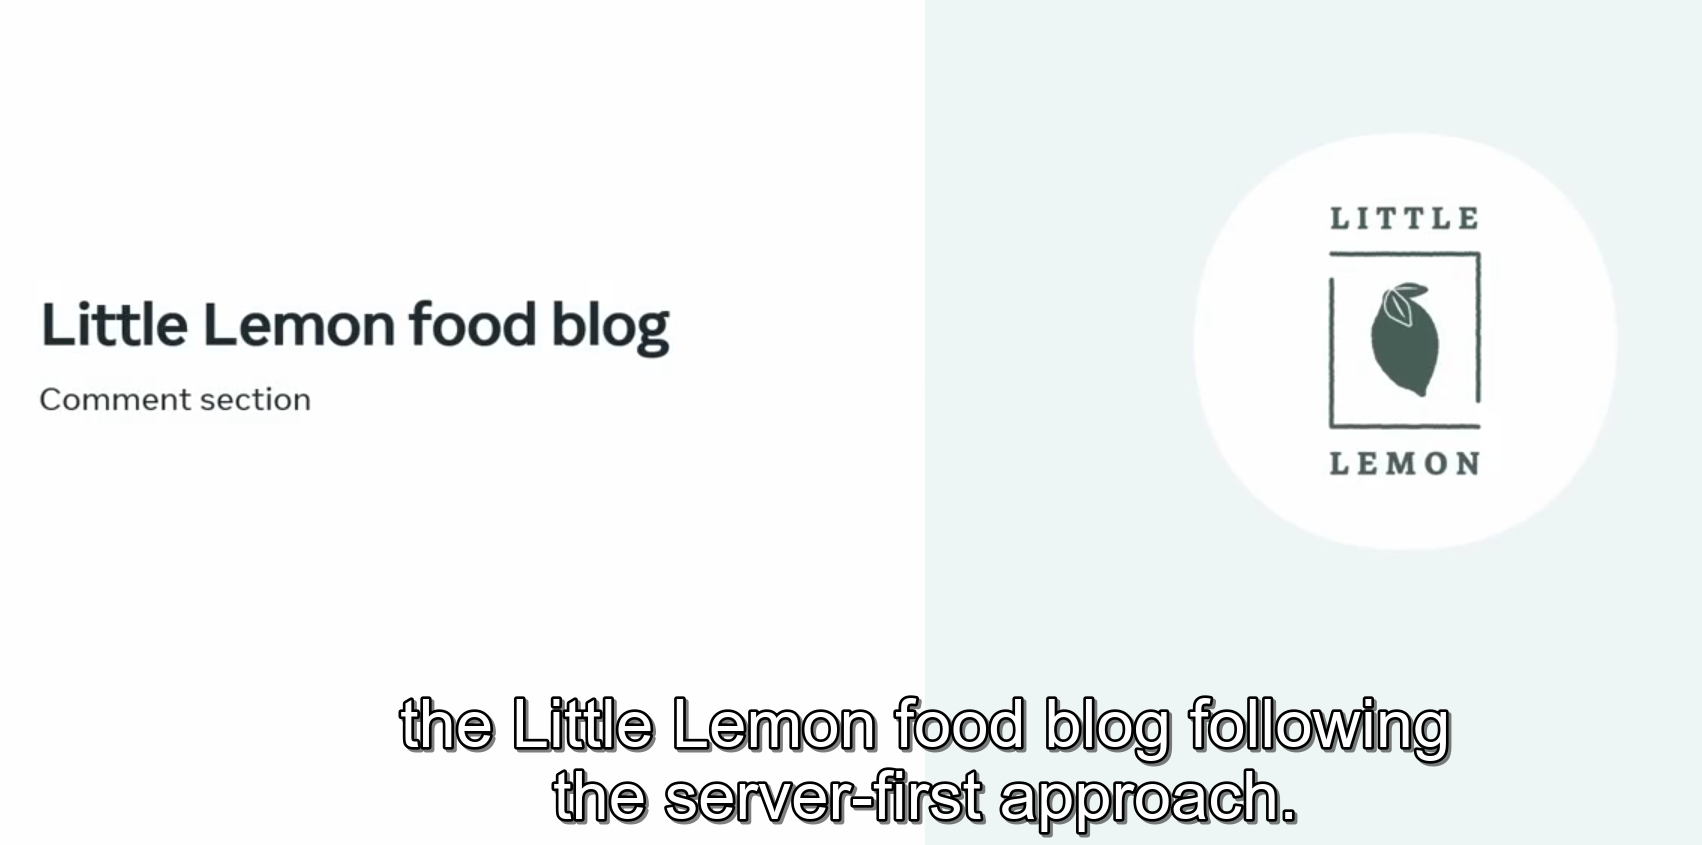 Little Lemon food blog
Comment section
LITTLE
LEMON
the Little Lemon food blog following
the server-first approach.